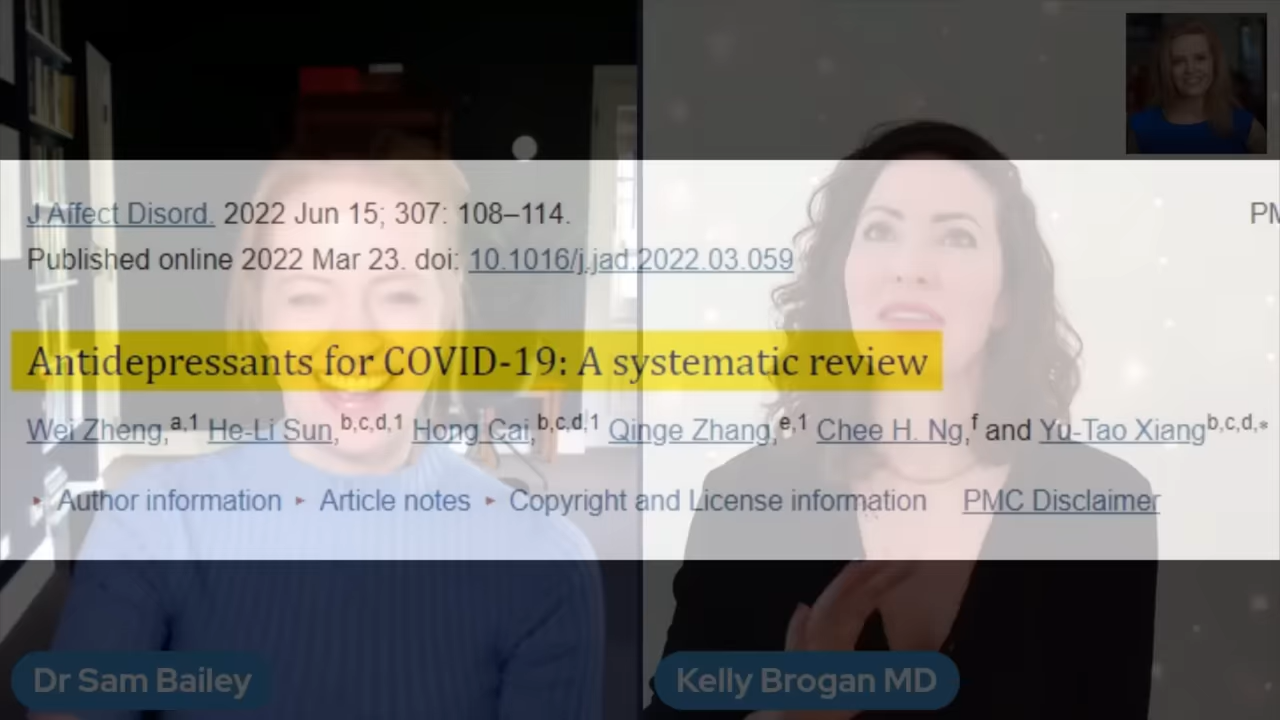 J Affect Disord. 2022 Jun 15; 307: 108–114. PM
Published online 2022 Mar 23. doi: 10.1016/j.jad.2022.03.059
Antidepressants for COVID-19: A systematic review
Wei Zheng,a,1 He-Li Sun,b,c,d,1 Hong Cai,b,c,d,1 Qinge Zhang,e,1 Chee H. Ng,f and Yu-Tao Xiangb,c,d,*
▸ Author information ▸ Article notes ▸ Copyright and License information PMC Disclaimer
Dr Sam Bailey
Kelly Brogan MD